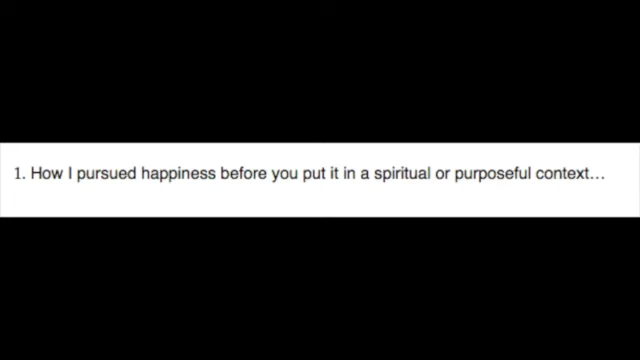 1. How I pursued happiness before you put it in a spiritual or purposeful context…